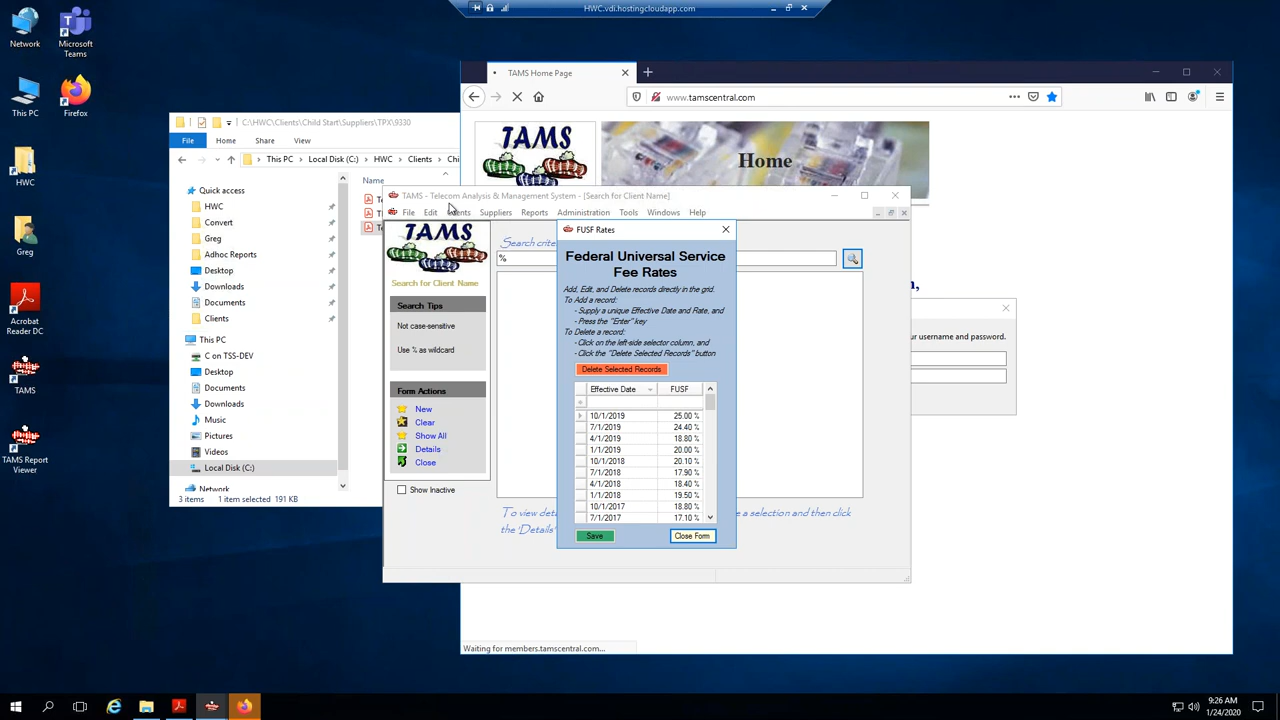 HWC.vdi.hostingcloudapp.com
Network
Microsoft
Teams
This PC
Firefox
HWC
Greg
Acrobat
Reader DC
TAMS
TAMS Report
Viewer
C:\HWC\Clients\Child Start\Suppliers\TPX\9330
File
Home
Share
View
This PC
Local Disk (C:)
HWC
Clients
Name
Quick access
HWC
Convert
Greg
Adhoc Reports
Desktop
Downloads
Documents
Clients
This PC
C on TSS-DEV
Desktop
Documents
Downloads
Music
Pictures
Videos
Local Disk (C:)
Network
3 items
1 item selected
191 KB
TAMS Home Page
www.tamscentral.com
TAMS
Home
username and password.
Waiting for members.tamscentral.com...
TAMS - Telecom Analysis & Management System - [Search for Client Name]
File
Edit
Suppliers
Reports
Administration
Tools
Windows
Help
TAMS
Search for Client Name
Search Tips
Not case-sensitive
Use % as wildcard
Form Actions
New
Clear
Show All
Details
Close
Show Inactive
%
To view
a selection and then click
the 'Details'
FUSF Rates
Federal Universal Service
Fee Rates
Add, Edit, and Delete records directly in the grid.
To Add a record:
- Supply a unique Effective Date and Rate, and
- Press the "Enter" key
To Delete a record:
- Click on the left-side selector column, and
- Click the "Delete Selected Records" button
Delete Selected Records
Effective Date FUSF
10/1/2019 25.00 %
7/1/2019 24.40 %
4/1/2019 18.80 %
1/1/2019 20.00 %
10/1/2018 20.10 %
7/1/2018 17.90 %
4/1/2018 18.40 %
1/1/2018 19.50 %
10/1/2017 18.80 %
7/1/2017 17.10 %
Save
Close Form
9:26 AM
1/24/2020